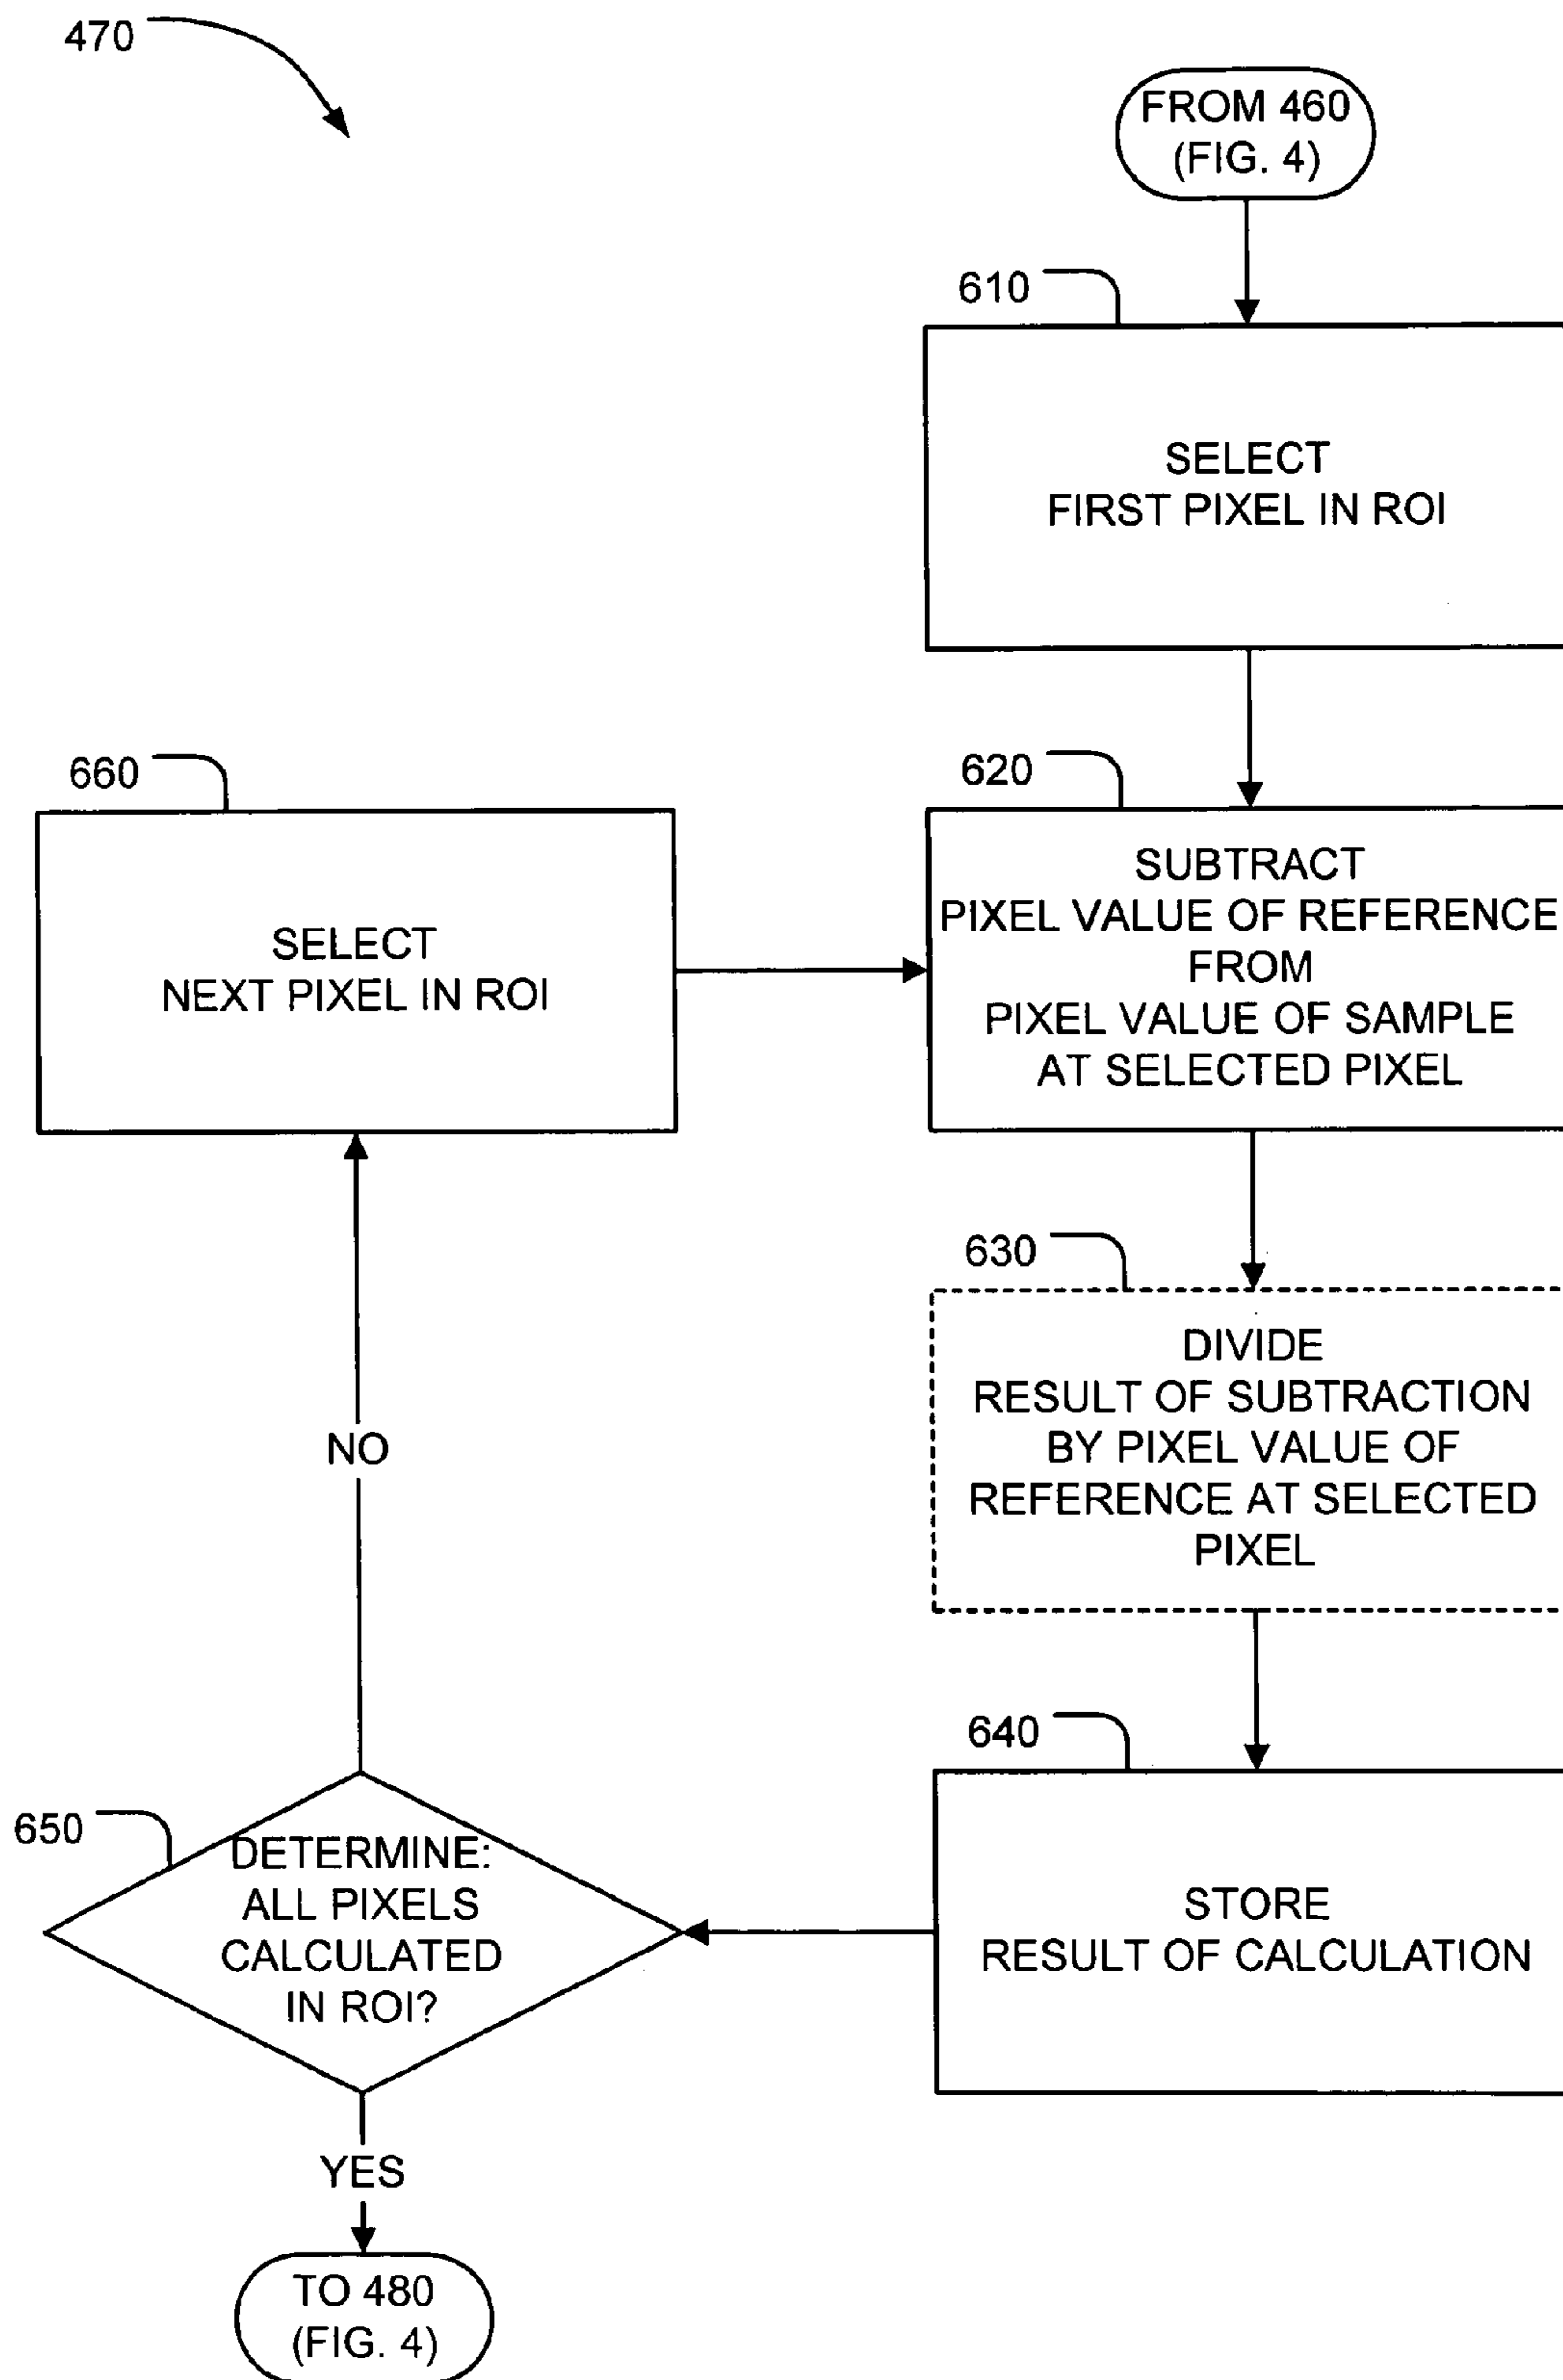 470
FROM 460
(FIG. 4)
610
SELECT
FIRST PIXEL IN ROI
660
SELECT
NEXT PIXEL IN ROI
620
SUBTRACT
PIXEL VALUE OF REFERENCE
FROM
PIXEL VALUE OF SAMPLE
AT SELECTED PIXEL
630
DIVIDE
RESULT OF SUBTRACTION
BY PIXEL VALUE OF
REFERENCE AT SELECTED
PIXEL
NO
640
STORE
RESULT OF CALCULATION
650
DETERMINE:
ALL PIXELS
CALCULATED
IN ROI?
YES
TO 480
(FIG. 4)